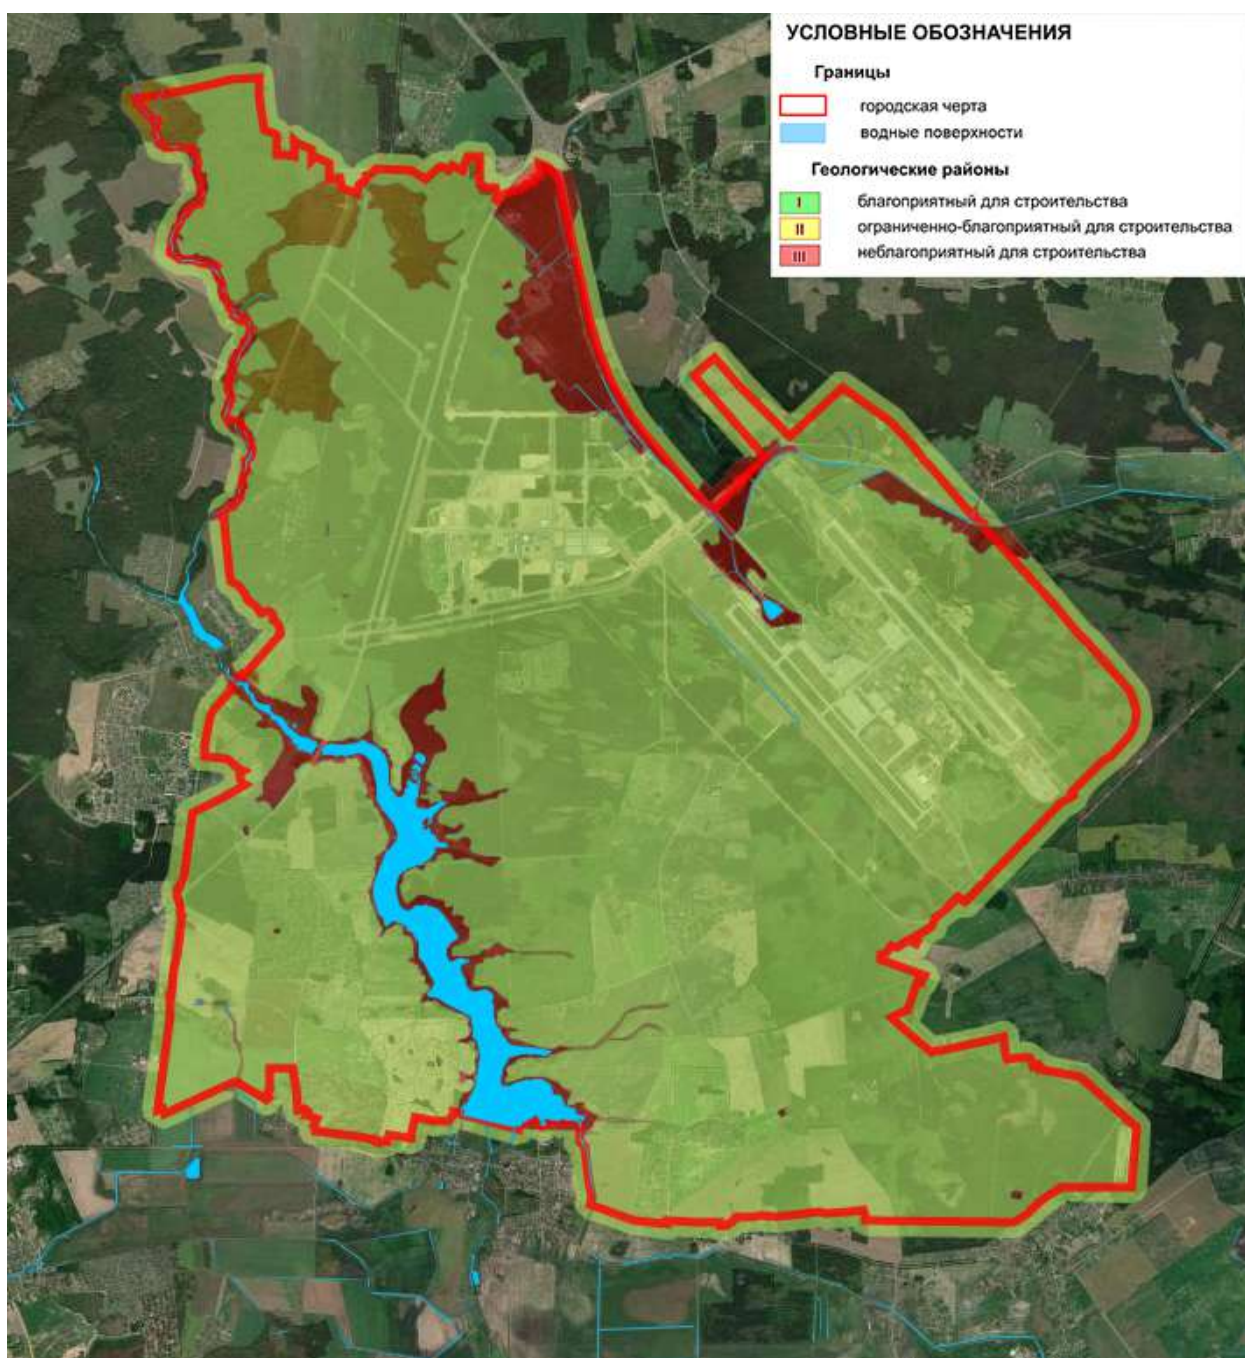 УСЛОВНЫЕ ОБОЗНАЧЕНИЯ
Границы
городская черта
водные поверхности
Геологические районы
I благоприятный для строительства
II ограниченно-благоприятный для строительства
III неблагоприятный для строительства